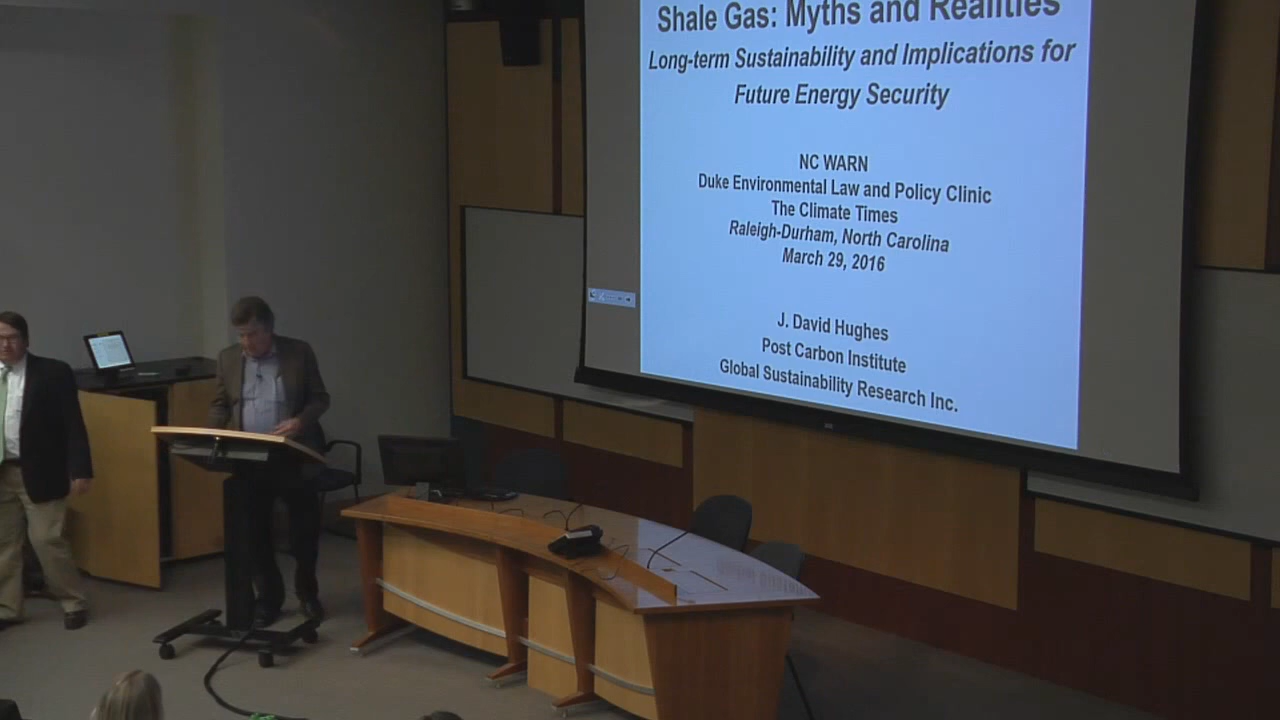 Shale Gas: Myths and Realities
Long-term Sustainability and Implications for
Future Energy Security
NC WARN
Duke Environmental Law and Policy Clinic
The Climate Times
Raleigh-Durham, North Carolina
March 29, 2016
J. David Hughes
Post Carbon Institute
Global Sustainability Research Inc.